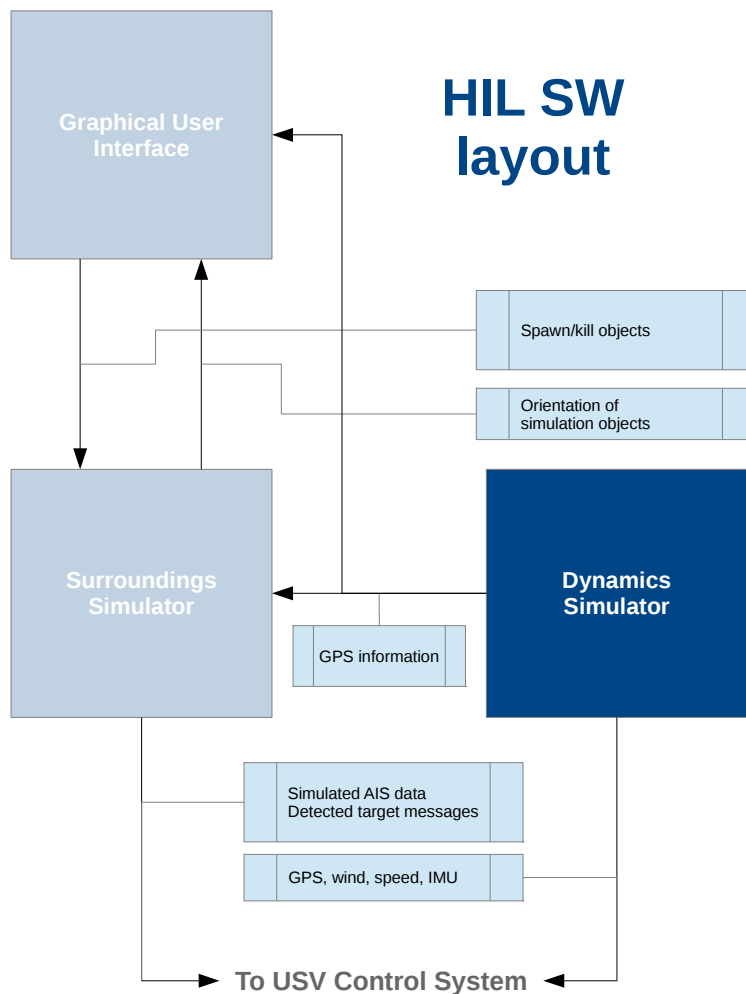 HIL SW
layout
Graphical User
Interface
Spawn/kill objects
Orientation of
simulation objects
Surroundings
Simulator
Dynamics
Simulator
GPS information
Simulated AIS data
Detected target messages
GPS, wind, speed, IMU
To USV Control System